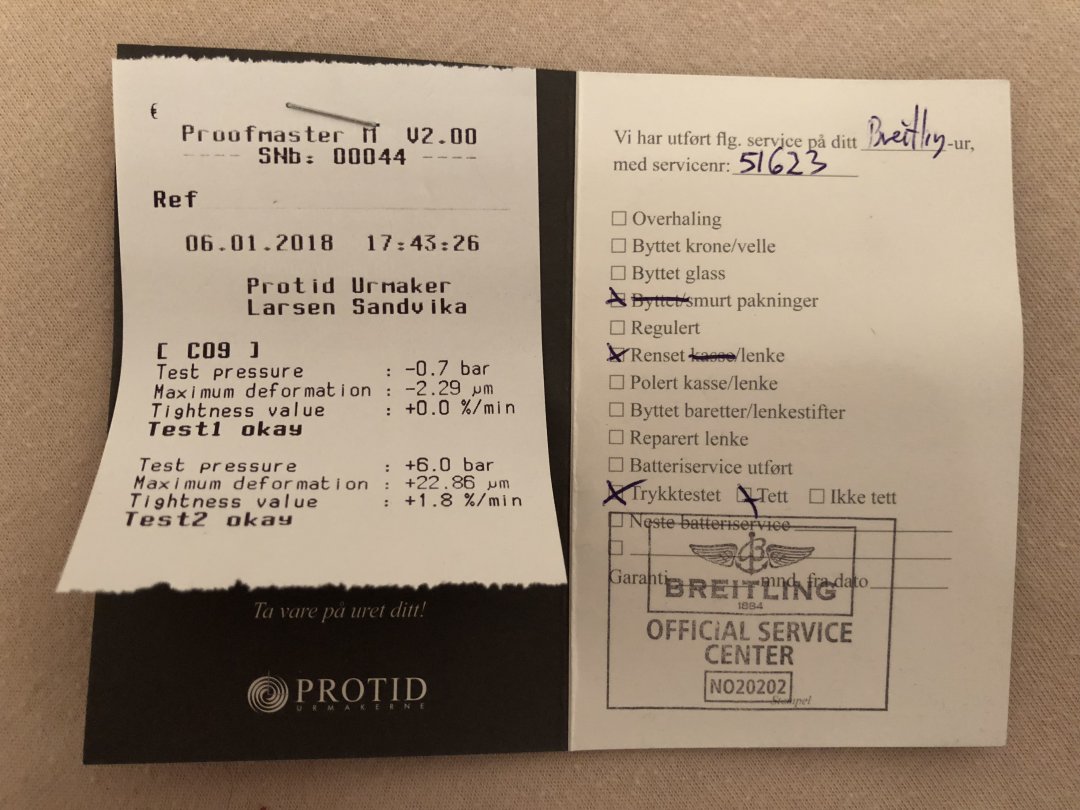 €
Proofmaster M V2.00
---- SNb: 00044 ----
Ref
06.01.2018 17:43:26
Protid Urmaker
Larsen Sandvika
[ C09 ]
Test pressure : -0.7 bar
Maximum deformation : -2.29 µm
Tightness value : +0.0 %/min
Test1 okay
Test pressure : +6.0 bar
Maximum deformation : +22.86 µm
Tightness value : +1.8 %/min
Test2 okay
Ta vare på uret ditt!
PROTID
URMAKERNE
Vi har utført flg. service på ditt Breitling-ur,
med servicenr: 51623
☐ Overhaling
☐ Byttet krone/velle
☐ Byttet glass
☒ Byttet/smurt pakninger
☐ Regulert
☒ Renset kasse/lenke
☐ Polert kasse/lenke
☐ Byttet baretter/lenkestifter
☐ Reparert lenke
☐ Batteriservice utført
☒ Trykktestet ☒ Tett ☐ Ikke tett
☐ Neste batteriservice
☐
Garanti mnd. fra dato
B
BREITLING
1884
OFFICIAL SERVICE
CENTER
NO20202
Stempel